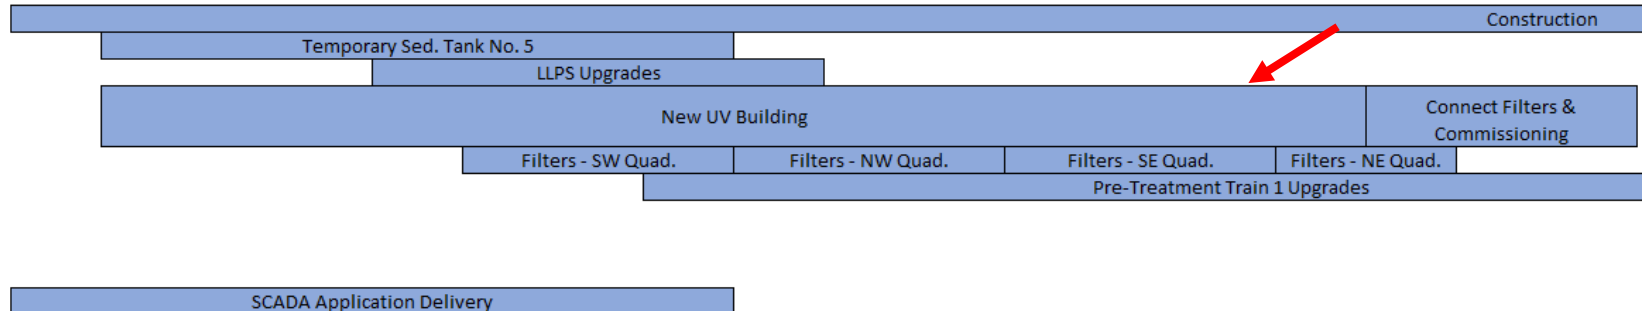 Construction
Temporary Sed. Tank No. 5
LLPS Upgrades
New UV Building
Connect Filters &
Commissioning
Filters - SW Quad.
Filters - NW Quad.
Filters - SE Quad.
Filters - NE Quad.
Pre-Treatment Train 1 Upgrades
SCADA Application Delivery